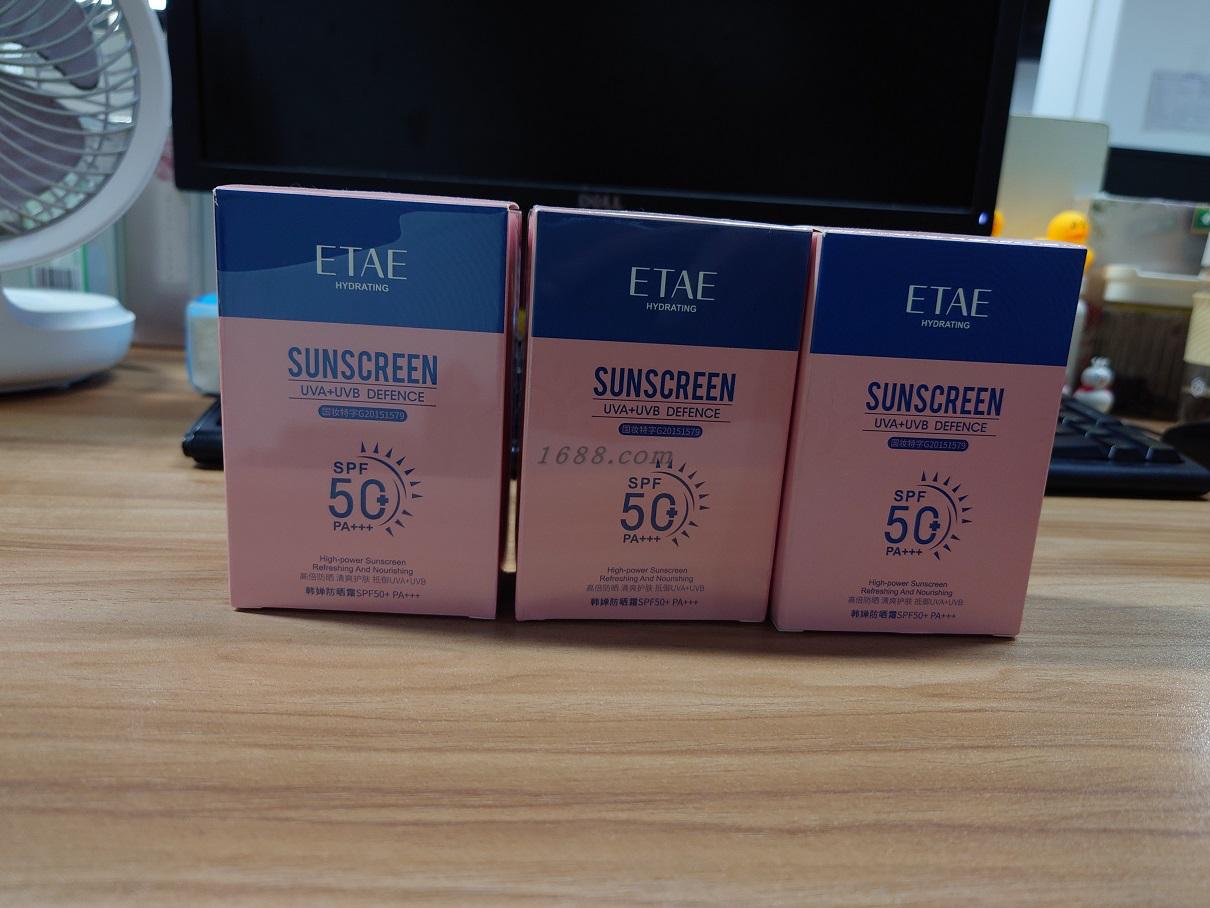 DELL
ETAE
HYDRATING
SUNSCREEN
UVA+UVB DEFENCE
国妆特字G20151579
SPF
50+
PA+++
High-power Sunscreen
Refreshing And Nourishing
高倍防晒 清爽护肤 抵御UVA+UVB
韩婵防晒霜SPF50+ PA+++
ETAE
HYDRATING
SUNSCREEN
UVA+UVB DEFENCE
国妆特字G20151579
1688.com
SPF
50+
PA+++
High-power Sunscreen
Refreshing And Nourishing
高倍防晒 清爽护肤 抵御UVA+UVB
韩婵防晒霜SPF50+ PA+++
ETAE
HYDRATING
SUNSCREEN
UVA+UVB DEFENCE
国妆特字G20151579
SPF
50+
PA+++
High-power Sunscreen
Refreshing And Nourishing
高倍防晒 清爽护肤 抵御UVA+UVB
韩婵防晒霜SPF50+ PA+++